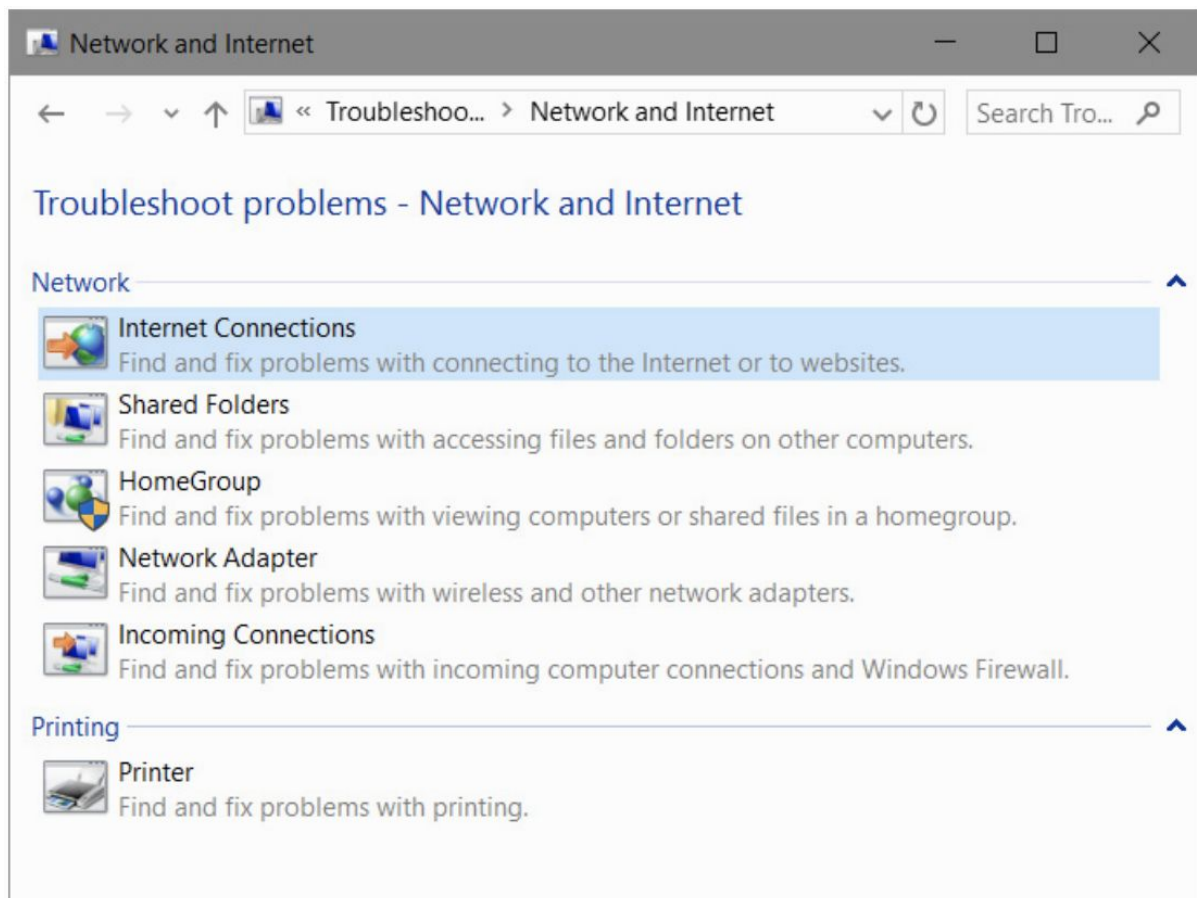 Network and Internet
« Troubleshoo... > Network and Internet
Search Tro...
Troubleshoot problems - Network and Internet
Network
Internet Connections
Find and fix problems with connecting to the Internet or to websites.
Shared Folders
Find and fix problems with accessing files and folders on other computers.
HomeGroup
Find and fix problems with viewing computers or shared files in a homegroup.
Network Adapter
Find and fix problems with wireless and other network adapters.
Incoming Connections
Find and fix problems with incoming computer connections and Windows Firewall.
Printing
Printer
Find and fix problems with printing.